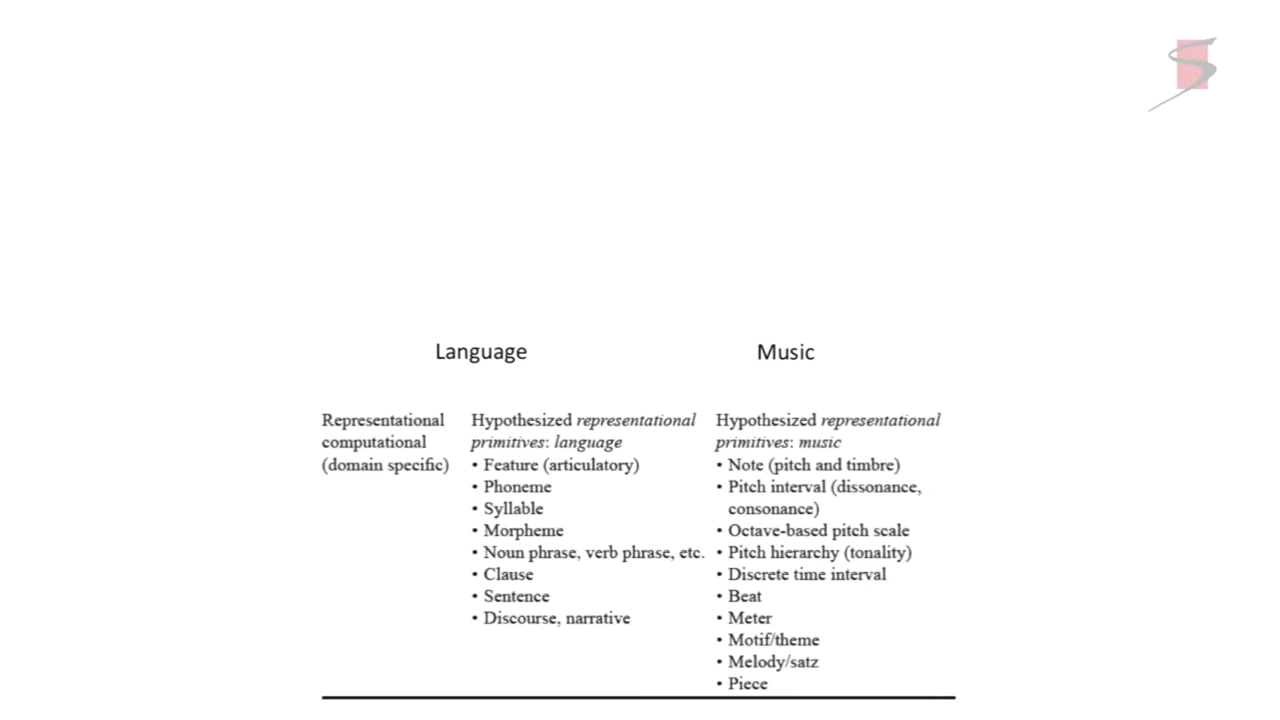 Language
Music
Representational
computational
(domain specific)
Hypothesized representational
primitives: language
• Feature (articulatory)
• Phoneme
• Syllable
• Morpheme
• Noun phrase, verb phrase, etc.
• Clause
• Sentence
• Discourse, narrative
Hypothesized representational
primitives: music
• Note (pitch and timbre)
• Pitch interval (dissonance,
consonance)
• Octave-based pitch scale
• Pitch hierarchy (tonality)
• Discrete time interval
• Beat
• Meter
• Motif/theme
• Melody/satz
• Piece